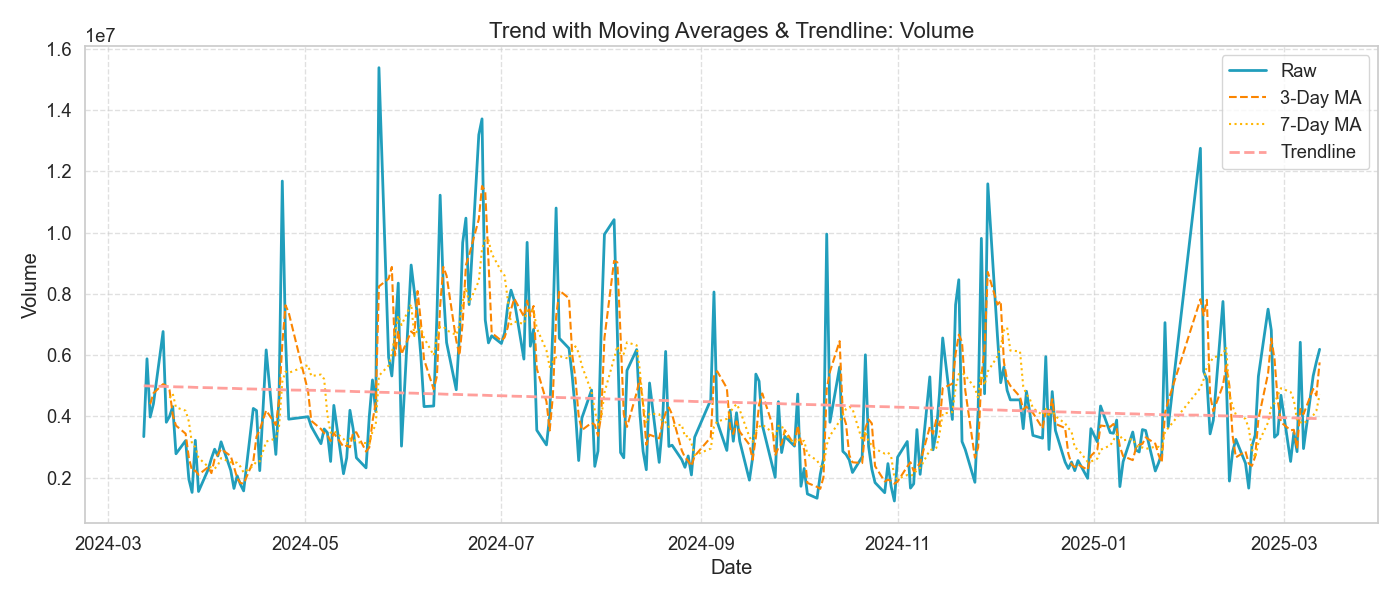 Trend with Moving Averages & Trendline: Volume
1e7
1.6
1.4
1.2
1.0
0.8
0.6
0.4
0.2
Volume
Raw
3-Day MA
7-Day MA
Trendline
2024-03
2024-05
2024-07
2024-09
2024-11
2025-01
2025-03
Date